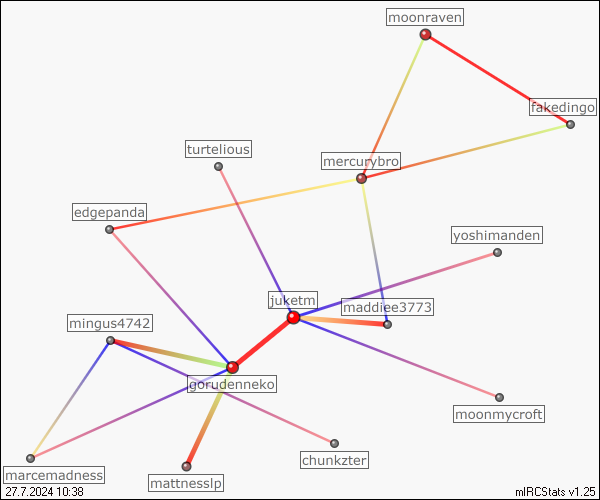 moonraven
fakedingo
turtelious
mercurybro
edgepanda
yoshimanden
juketm
maddiee3773
mingus4742
gorudenneko
moonmycroft
chunkzter
marcemadness
mattnesslp
27.7.2024 10:38
mIRCStats v1.25